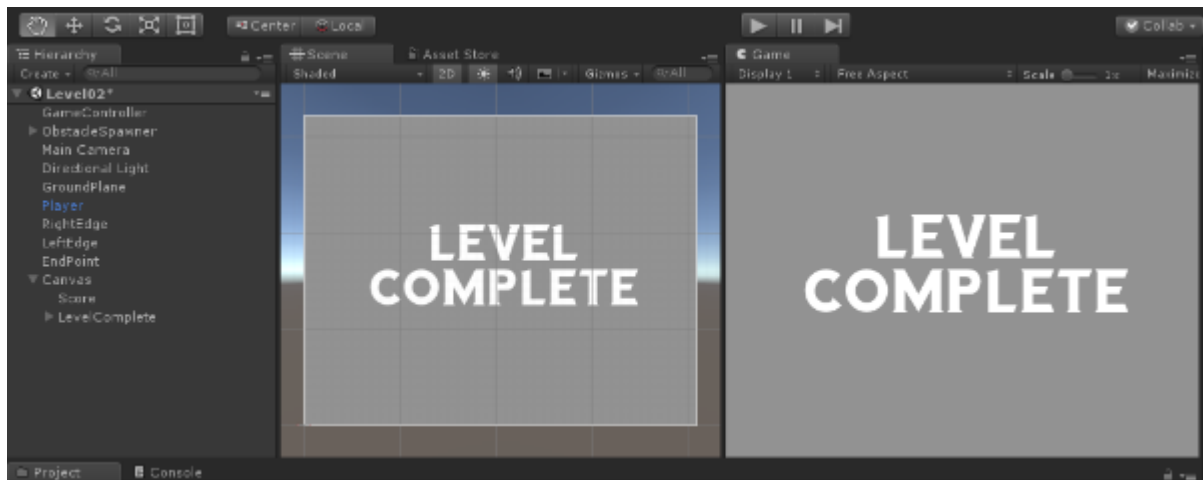 Center Local
Collab
Hierarchy
Create All
Level02*
GameController
ObstacleSpawner
Main Camera
Directional Light
GroundPlane
Player
RightEdge
LeftEdge
EndPoint
Canvas
Score
LevelComplete
Scene Asset Store
Shaded 2D Gizmos All
LEVEL
COMPLETE
Game
Display 1 Free Aspect Scale 1x Maximiz
LEVEL
COMPLETE
Project Console